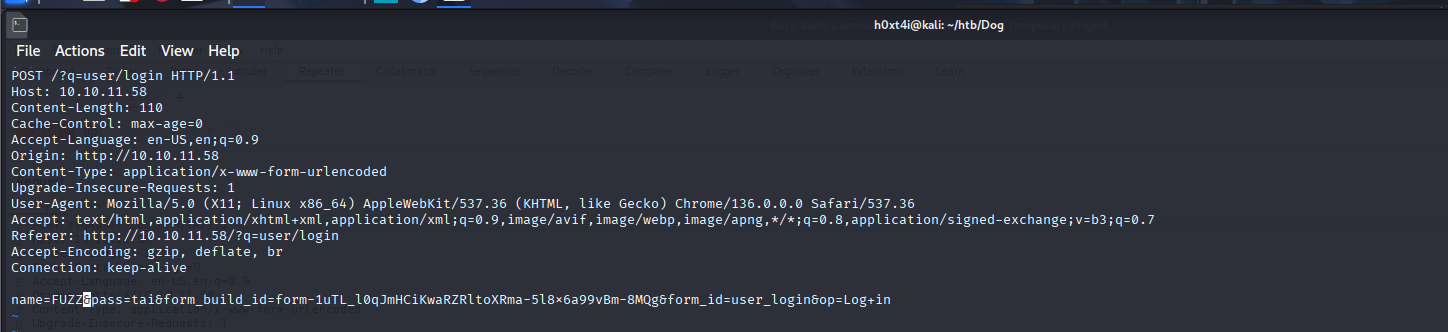 h0xt4i@kali: ~/htb/Dog
File Actions Edit View Help
POST /?q=user/login HTTP/1.1
Host: 10.10.11.58
Content-Length: 110
Cache-Control: max-age=0
Accept-Language: en-US,en;q=0.9
Origin: http://10.10.11.58
Content-Type: application/x-www-form-urlencoded
Upgrade-Insecure-Requests: 1
User-Agent: Mozilla/5.0 (X11; Linux x86_64) AppleWebKit/537.36 (KHTML, like Gecko) Chrome/136.0.0.0 Safari/537.36
Accept: text/html,application/xhtml+xml,application/xml;q=0.9,image/avif,image/webp,image/apng,*/*;q=0.8,application/signed-exchange;v=b3;q=0.7
Referer: http://10.10.11.58/?q=user/login
Accept-Encoding: gzip, deflate, br
Connection: keep-alive
name=FUZZ&pass=tai&form_build_id=form-1uTL_l0qJmHCiKwaRZRltoXRma-5l8×6a99vBm-8MQg&form_id=user_login&op=Log+in
~